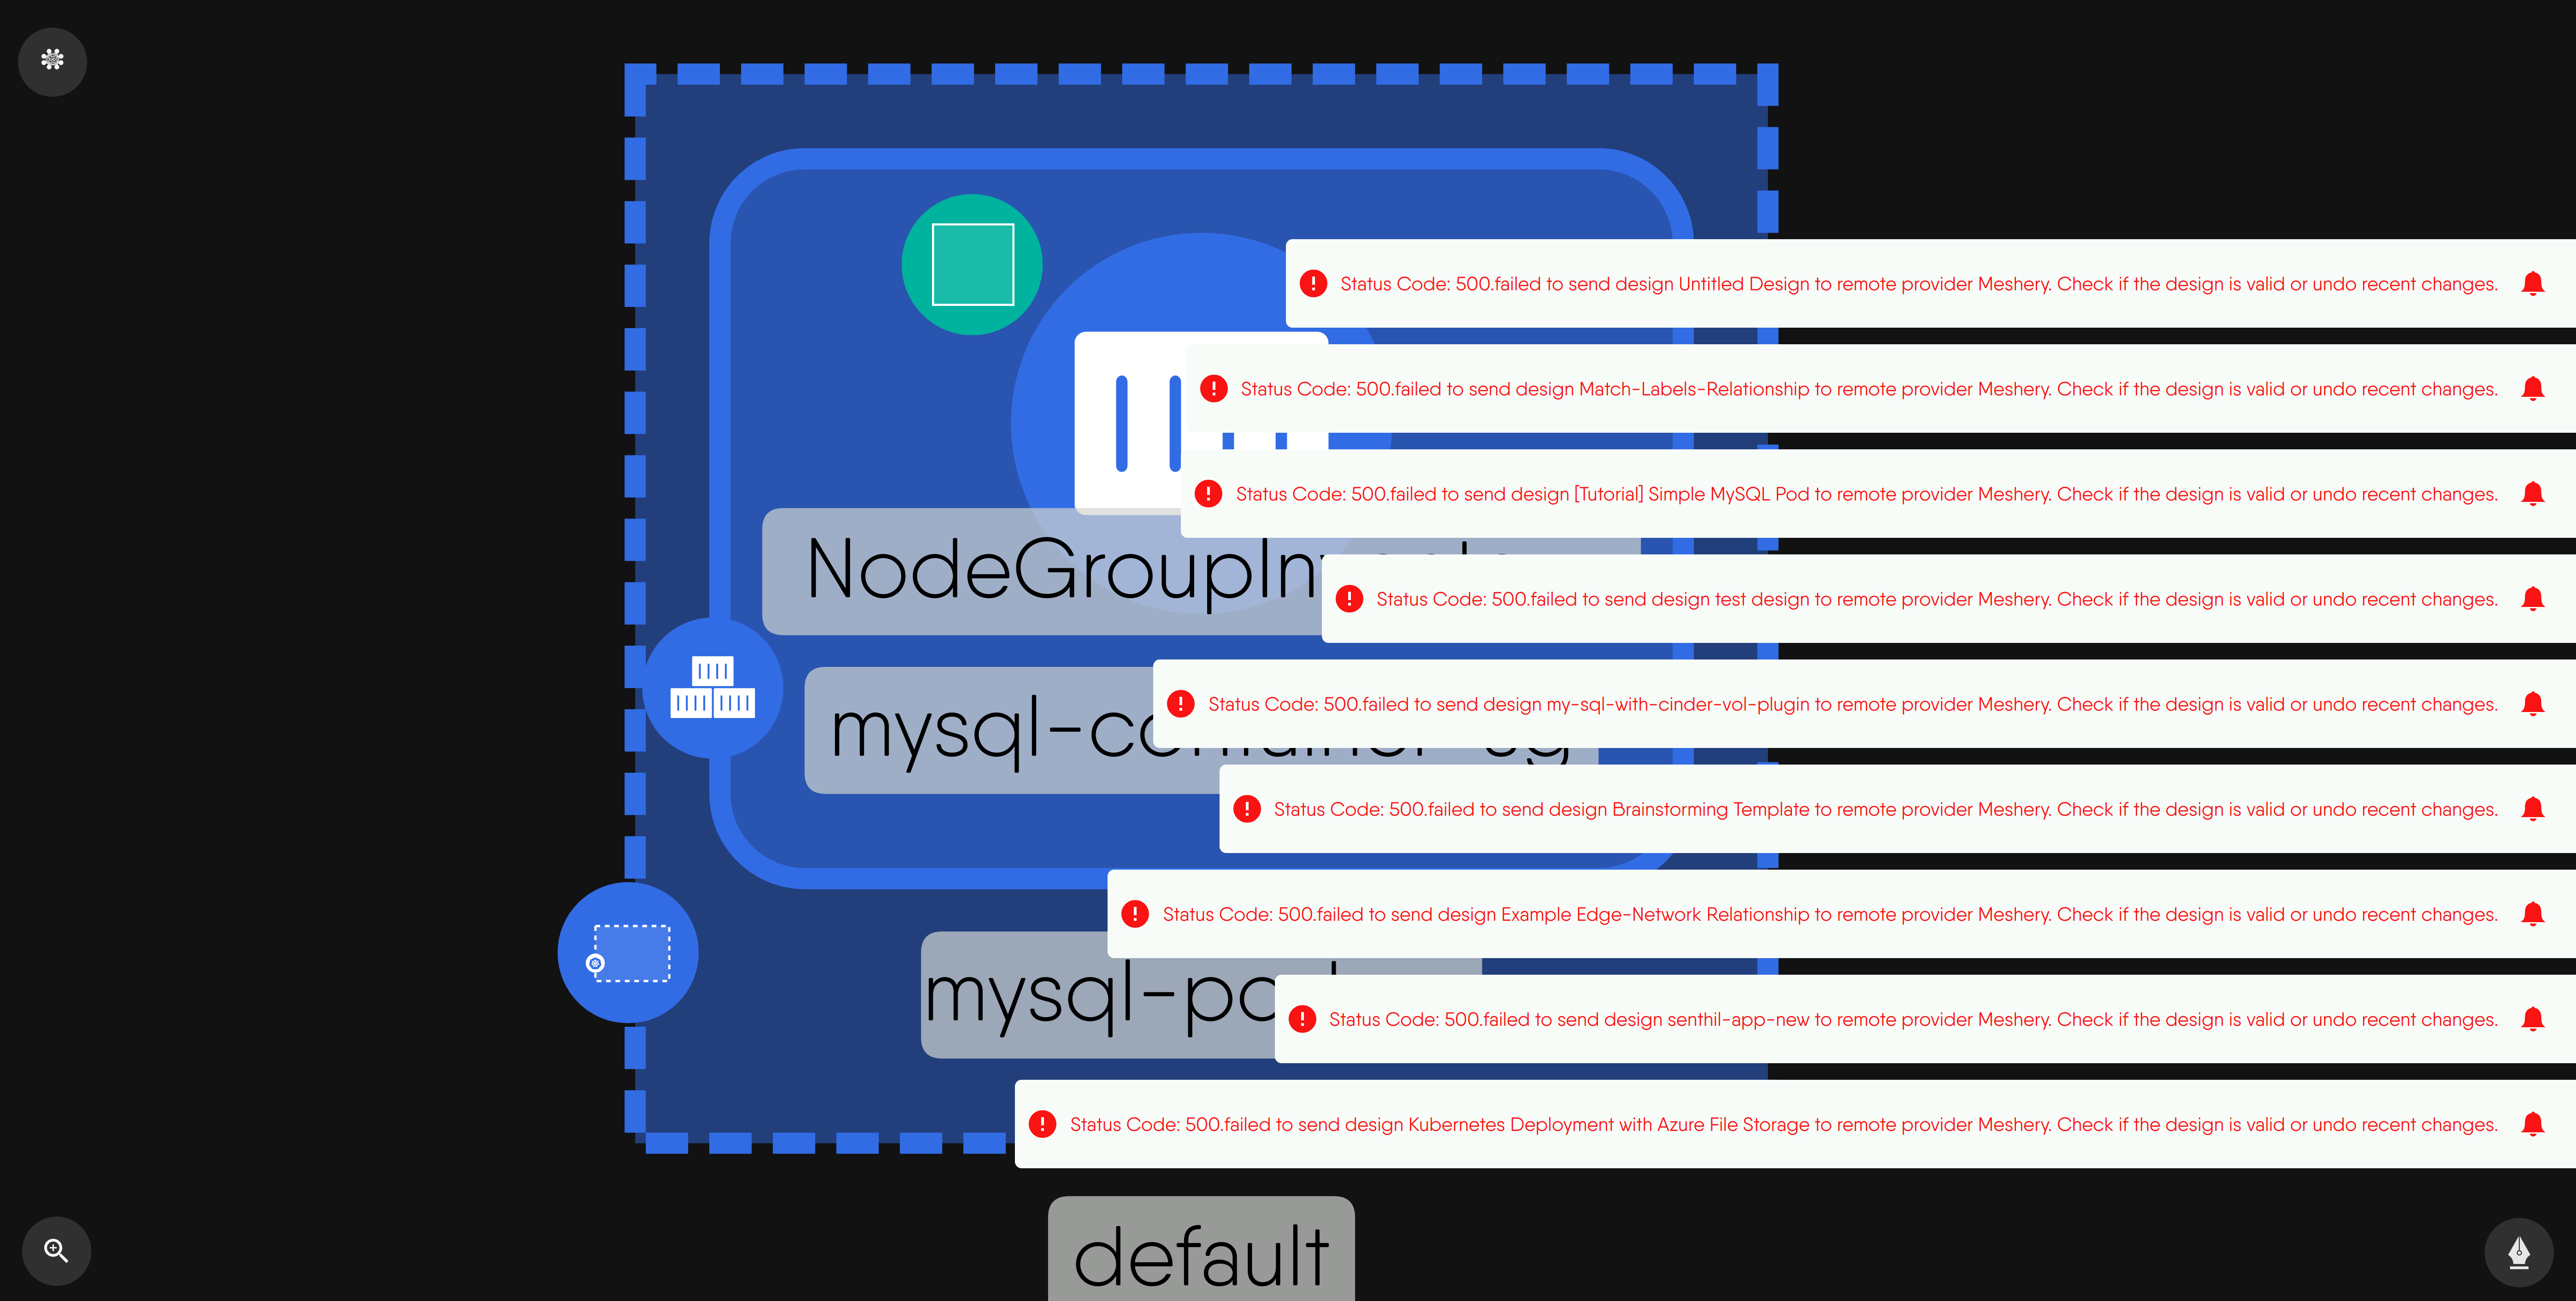 Status Code: 500.failed to send design Untitled Design to remote provider Meshery. Check if the design is valid or undo recent changes.
Status Code: 500.failed to send design Match-Labels-Relationship to remote provider Meshery. Check if the design is valid or undo recent changes.
Status Code: 500.failed to send design [Tutorial] Simple MySQL Pod to remote provider Meshery. Check if the design is valid or undo recent changes.
Status Code: 500.failed to send design test design to remote provider Meshery. Check if the design is valid or undo recent changes.
Status Code: 500.failed to send design my-sql-with-cinder-vol-plugin to remote provider Meshery. Check if the design is valid or undo recent changes.
Status Code: 500.failed to send design Brainstorming Template to remote provider Meshery. Check if the design is valid or undo recent changes.
Status Code: 500.failed to send design Example Edge-Network Relationship to remote provider Meshery. Check if the design is valid or undo recent changes.
Status Code: 500.failed to send design senthil-app-new to remote provider Meshery. Check if the design is valid or undo recent changes.
Status Code: 500.failed to send design Kubernetes Deployment with Azure File Storage to remote provider Meshery. Check if the design is valid or undo recent changes.
default